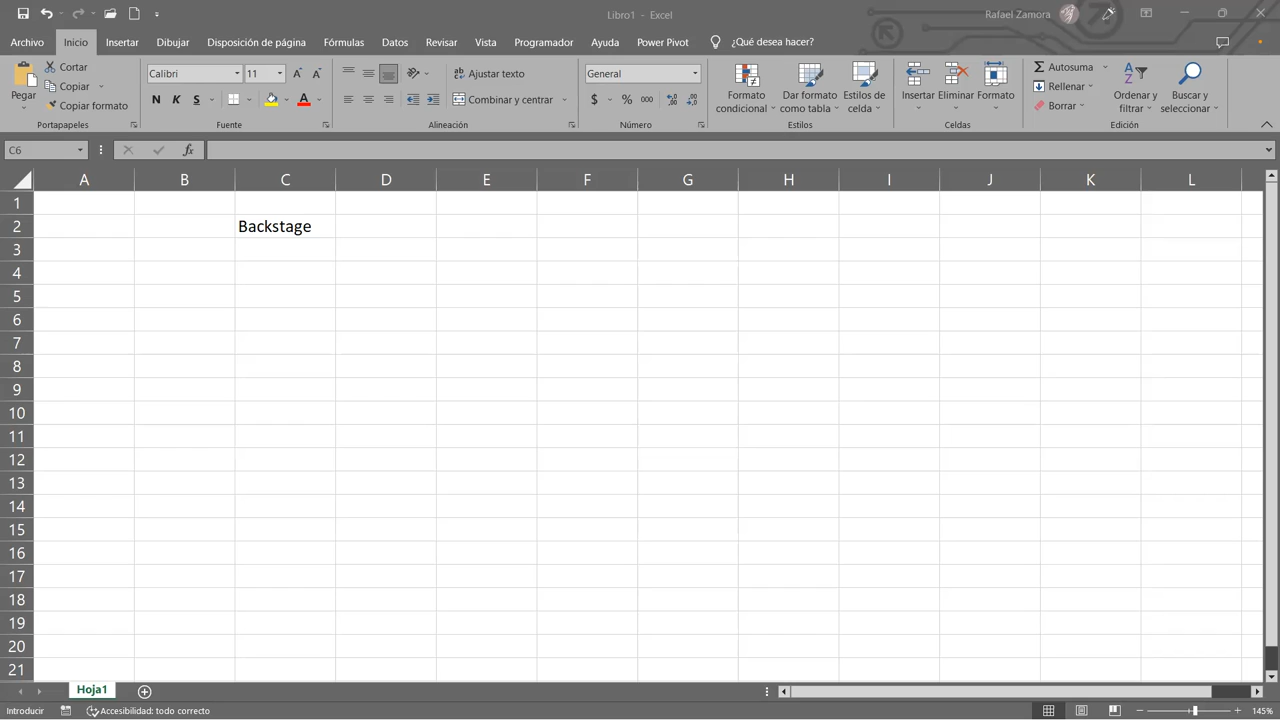 Libro1 - Excel
Rafael Zamora
Archivo Inicio Insertar Dibujar Disposición de página Fórmulas Datos Revisar Vista Programador Ayuda Power Pivot ¿Qué desea hacer?
Pegar
Cortar
Copiar
Copiar formato
Portapapeles
Calibri 11
N K S
Fuente
Ajustar texto
Combinar y centrar
Alineación
General
$ % 000
Número
Formato condicional
Dar formato como tabla
Estilos de celda
Estilos
Insertar Eliminar Formato
Celdas
Autosuma
Rellenar
Borrar
Ordenar y filtrar
Buscar y seleccionar
Edición
C6 fx
A B C D E F G H I J K L
1
2 Backstage
3
4
5
6
7
8
9
10
11
12
13
14
15
16
17
18
19
20
21
Hoja1
Introducir Accesibilidad: todo correcto 145%